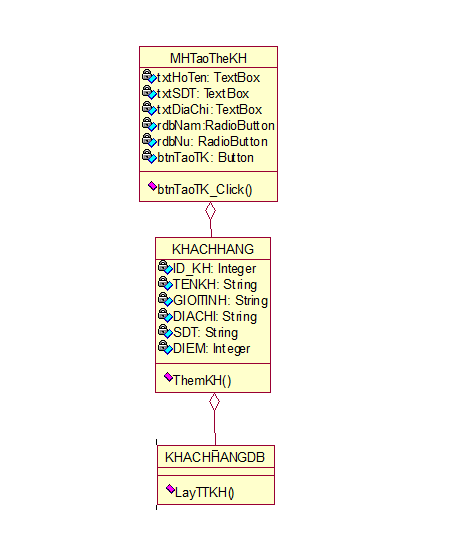 MHTaoTheKH
txtHoTen: TextBox
txtSDT: TextBox
txtDiaChi: TextBox
rdbNam:RadioButton
rdbNu: RadioButton
btnTaoTK: Button
btnTaoTK_Click()
KHACHHANG
ID_KH: Integer
TENKH: String
GIOITINH: String
DIACHI: String
SDT: String
DIEM: Integer
ThemKH()
KHACHHANGDB
LayTTKH()